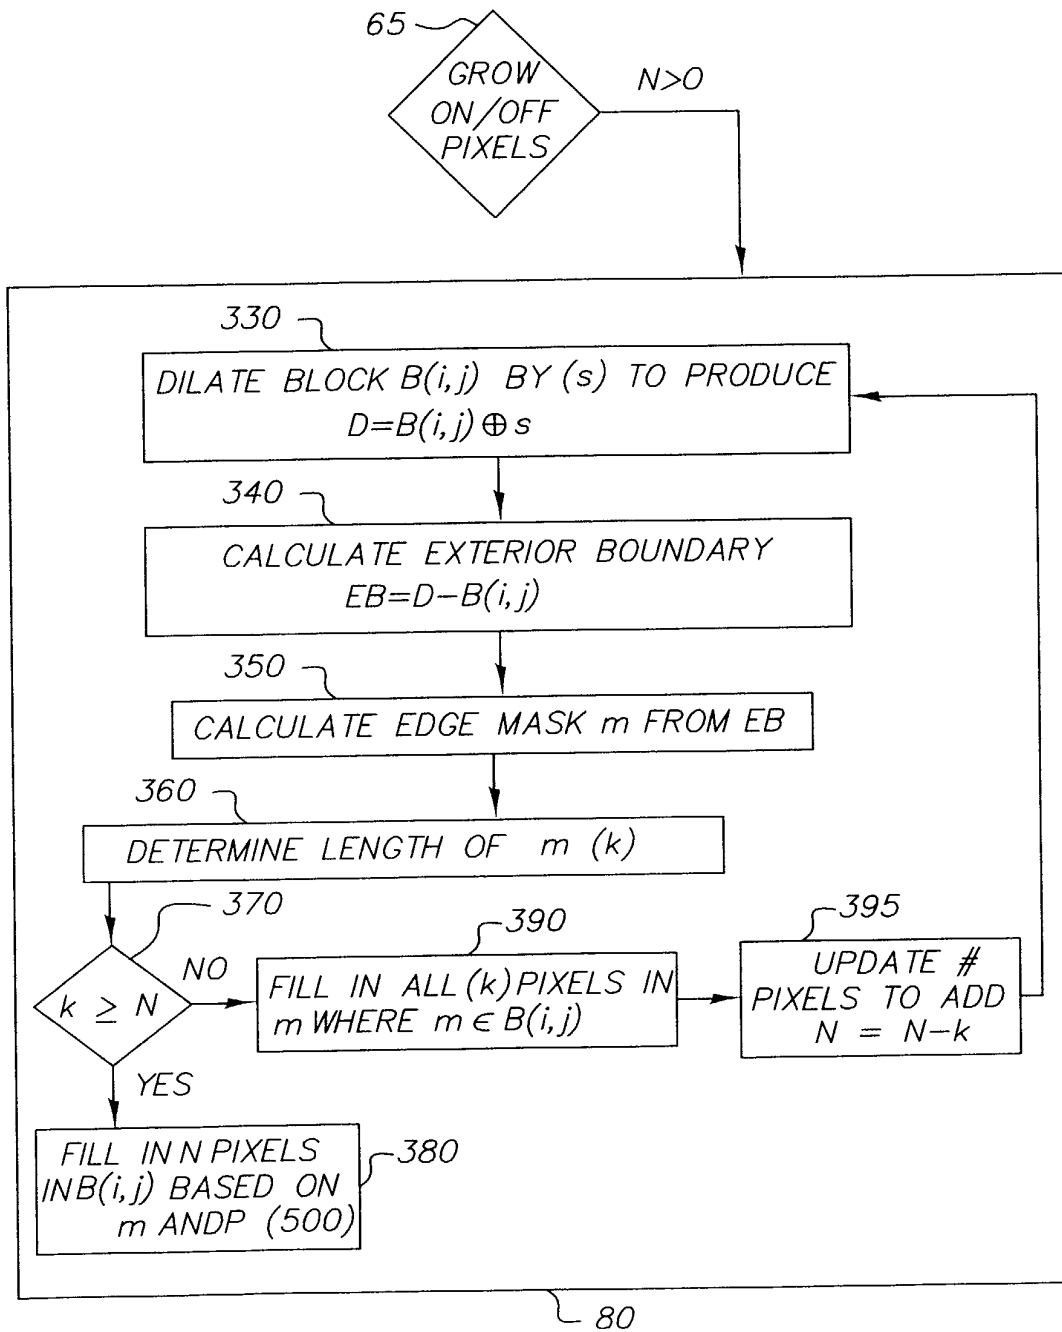 65
GROW
ON/OFF
PIXELS
N>0
330
DILATE BLOCK B(i,j) BY (s) TO PRODUCE
D=B(i,j)⊕s
340
CALCULATE EXTERIOR BOUNDARY
EB=D-B(i,j)
350
CALCULATE EDGE MASK m FROM EB
360
DETERMINE LENGTH OF m (k)
370
k ≥ N
NO
390
FILL IN ALL (k) PIXELS IN
m WHERE m ∈ B(i,j)
395
UPDATE #
PIXELS TO ADD
N = N-k
YES
FILL IN N PIXELS
IN B(i,j) BASED ON
m ANDP (500)
380
80